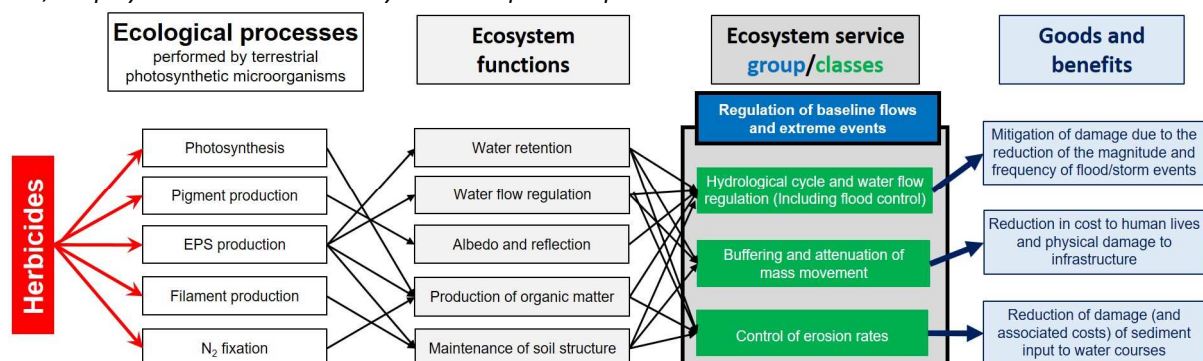 Ecological processes
performed by terrestrial
photosynthetic microorganisms
Ecosystem
functions
Ecosystem service
group/classes
Goods and
benefits
Herbicides
Photosynthesis
Pigment production
EPS production
Filament production
N₂ fixation
Water retention
Water flow regulation
Albedo and reflection
Production of organic matter
Maintenance of soil structure
Regulation of baseline flows
and extreme events
Hydrological cycle and water flow
regulation (Including flood control)
Buffering and attenuation of
mass movement
Control of erosion rates
Mitigation of damage due to the
reduction of the magnitude and
frequency of flood/storm events
Reduction in cost to human lives
and physical damage to
infrastructure
Reduction of damage (and
associated costs) of sediment
input to water courses